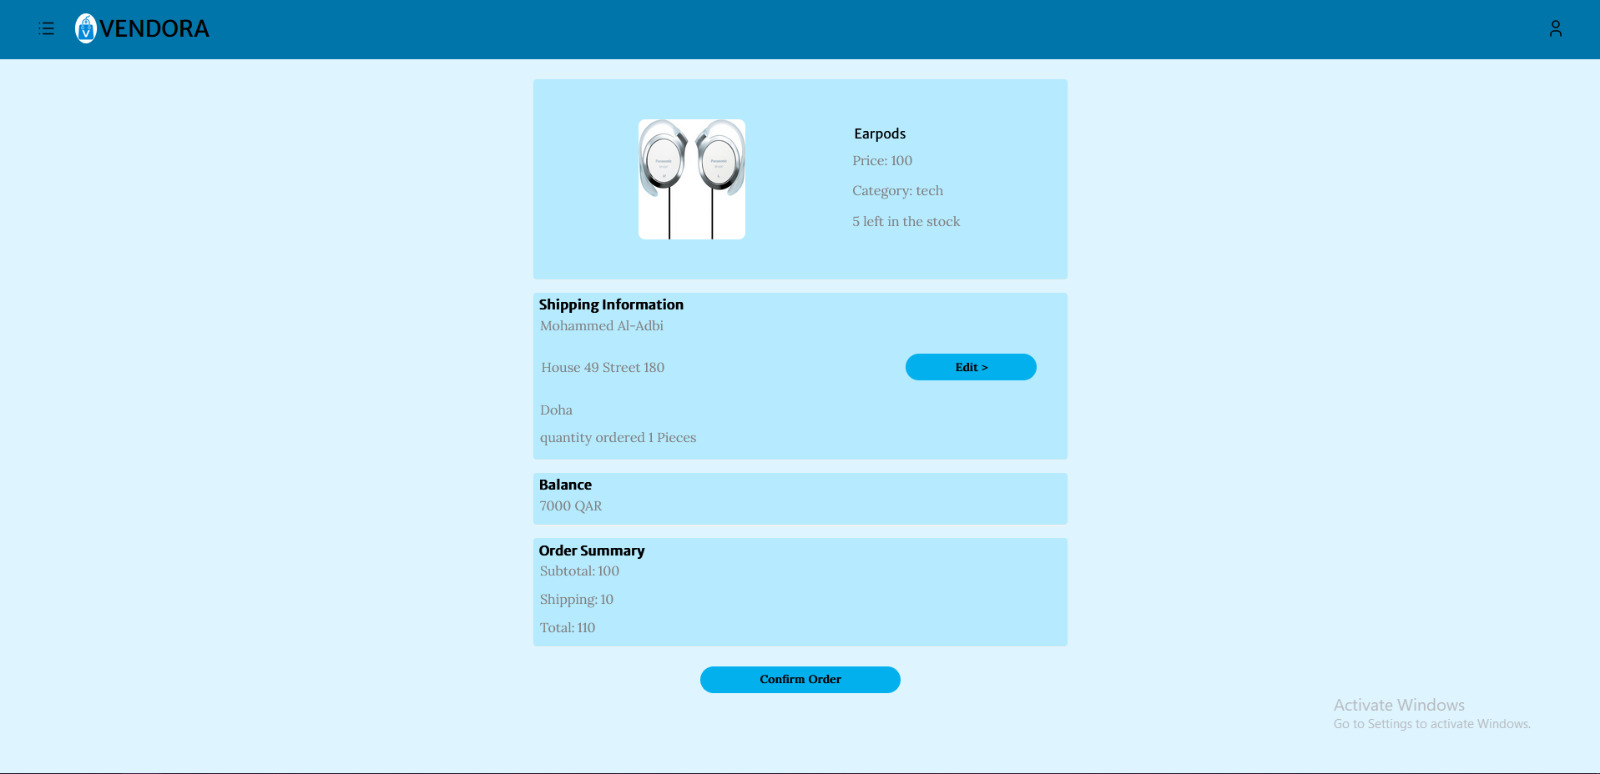 VENDORA
Earpods
Price: 100
Category: tech
5 left in the stock
Shipping Information
Mohammed Al-Adbi
House 49 Street 180
Edit >
Doha
quantity ordered 1 Pieces
Balance
7000 QAR
Order Summary
Subtotal: 100
Shipping: 10
Total: 110
Confirm Order
Activate Windows
Go to Settings to activate Windows.